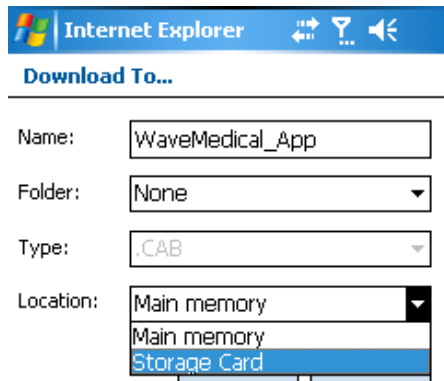 Internet Explorer
Download To...
Name: WaveMedical_App
Folder: None
Type: .CAB
Location: Main memory
Main memory
Storage Card